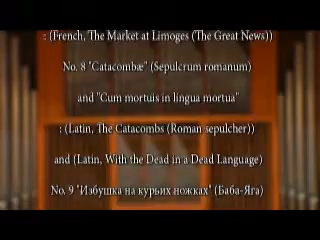 : (French, The Market at Limoges (The Great News))
No. 8 "Catacombæ" (Sepulcrum romanum)
and "Cum mortuis in lingua mortua"
: (Latin, The Catacombs (Roman sepulcher))
and (Latin, With the Dead in a Dead Language)
No. 9 "Избушка на курьих ножках" (Баба-Яга)